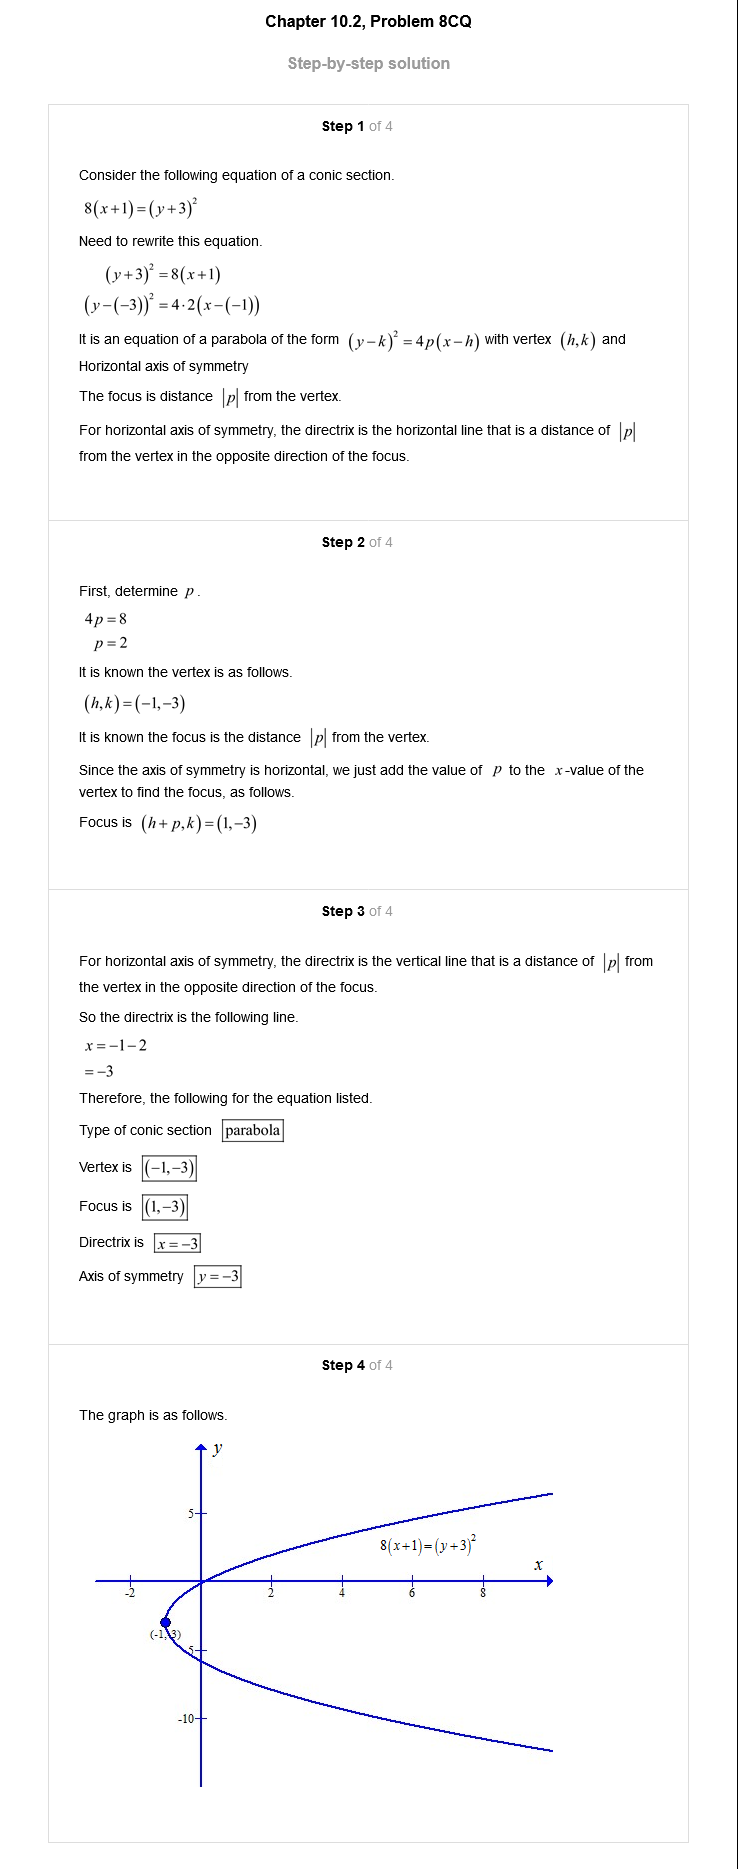 Chapter 10.2, Problem 8CQ
Step-by-step solution
Step 1 of 4
Consider the following equation of a conic section.
8(x+1)=(y+3)²
Need to rewrite this equation.
(y+3)²=8(x+1)
(y−(−3))²=4·2(x−(−1))
It is an equation of a parabola of the form (y−k)²=4p(x−h) with vertex (h,k) and
Horizontal axis of symmetry
The focus is distance |p| from the vertex.
For horizontal axis of symmetry, the directrix is the horizontal line that is a distance of |p|
from the vertex in the opposite direction of the focus.
Step 2 of 4
First, determine p.
4p=8
p=2
It is known the vertex is as follows.
(h,k)=(−1,−3)
It is known the focus is the distance |p| from the vertex.
Since the axis of symmetry is horizontal, we just add the value of p to the x-value of the
vertex to find the focus, as follows.
Focus is (h+p,k)=(1,−3)
Step 3 of 4
For horizontal axis of symmetry, the directrix is the vertical line that is a distance of |p| from
the vertex in the opposite direction of the focus.
So the directrix is the following line.
x=−1−2
=−3
Therefore, the following for the equation listed.
Type of conic section parabola
Vertex is (−1,−3)
Focus is (1,−3)
Directrix is x=−3
Axis of symmetry y=−3
Step 4 of 4
The graph is as follows.
y
5
8(x+1)=(y+3)²
x
-2 2 4 6 8
(-1,-3)
-5
-10